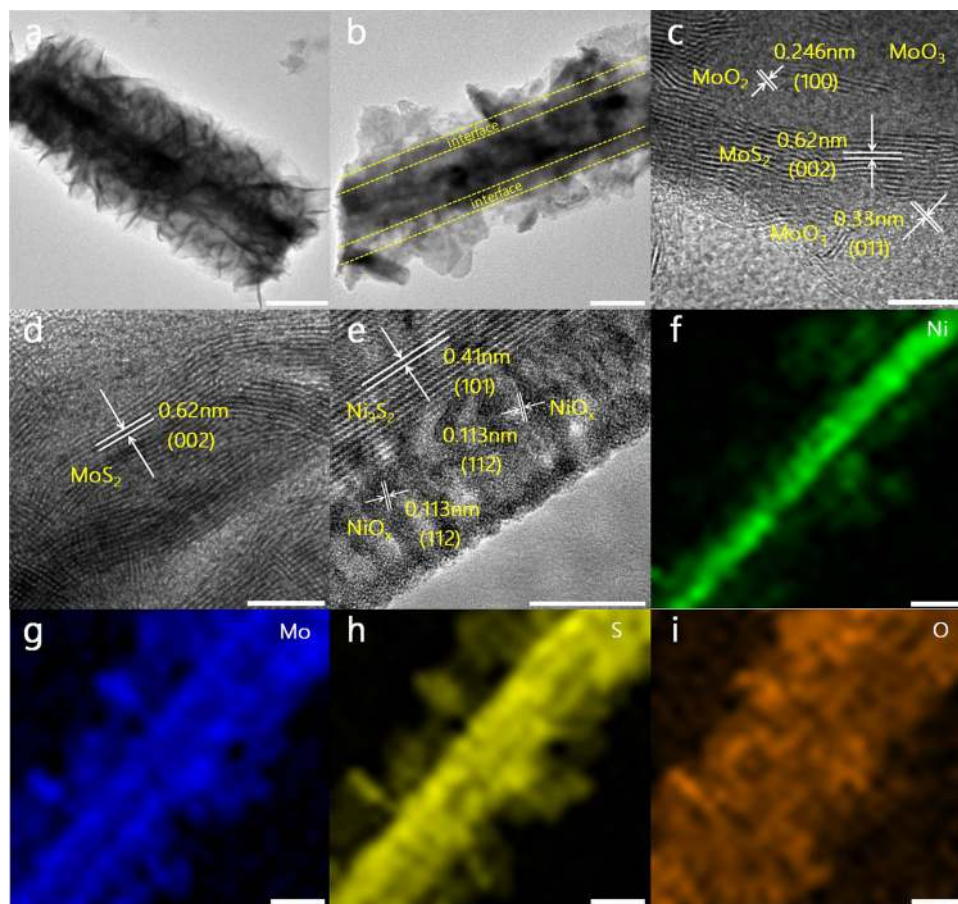 a
b
interface
interface
c
0.246nm
MoO₃
MoO₂
(100)
0.62nm
MoS₂
(002)
0.33nm
MoO₃
(011)
d
0.62nm
(002)
MoS₂
e
0.41nm
(101)
Ni₃S₂
NiOₓ
0.113nm
(112)
0.113nm
NiOₓ
(112)
f
Ni
g
Mo
h
S
i
O